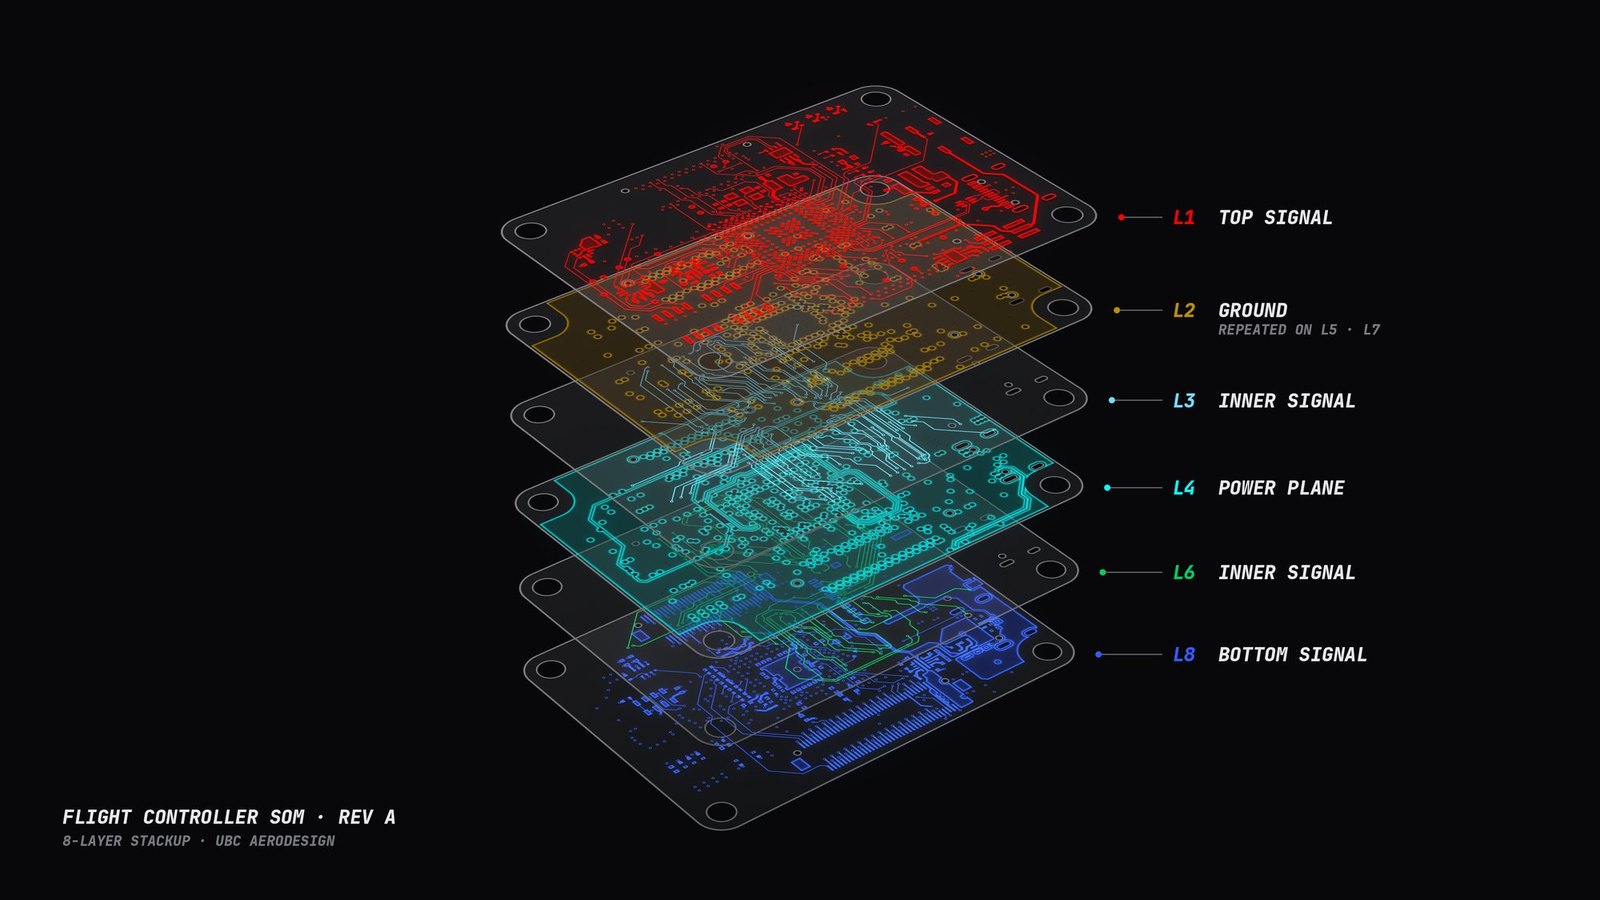 L1 TOP SIGNAL
L2 GROUND
REPEATED ON L5 · L7
L3 INNER SIGNAL
L4 POWER PLANE
L6 INNER SIGNAL
L8 BOTTOM SIGNAL
FLIGHT CONTROLLER SOM · REV A
8-LAYER STACKUP · UBC AERODESIGN